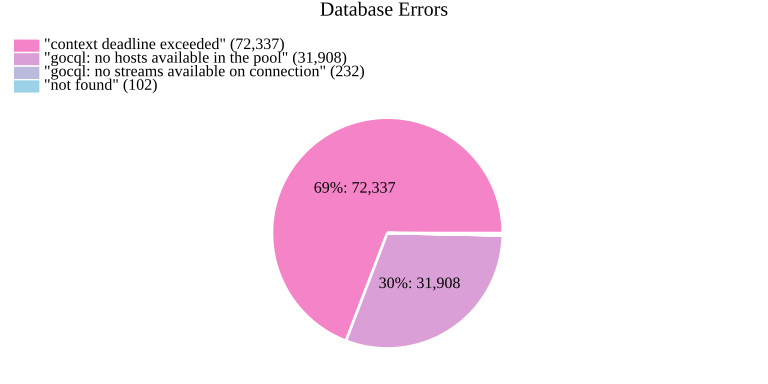 Database Errors
"context deadline exceeded" (72,337)
"gocql: no hosts available in the pool" (31,908)
"gocql: no streams available on connection" (232)
"not found" (102)
69%: 72,337
30%: 31,908